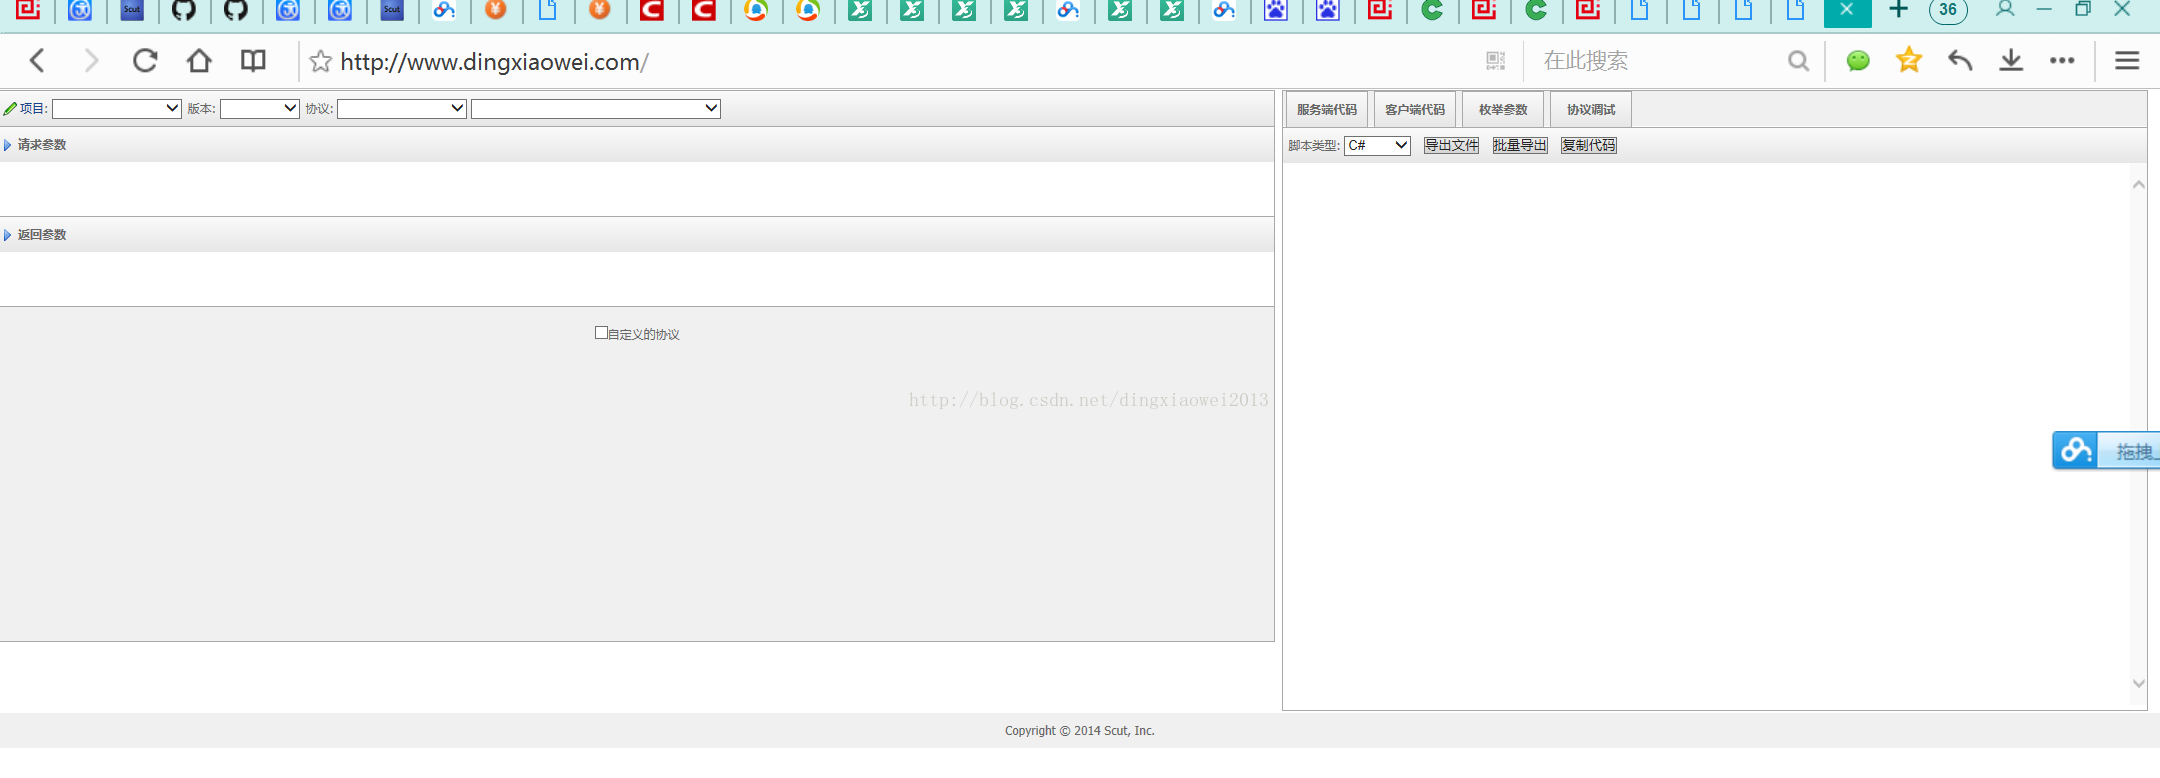 Scut
Scut
36
http://www.dingxiaowei.com/
在此搜索
项目: 版本: 协议:
请求参数
返回参数
自定义的协议
http://blog.csdn.net/dingxiaowei2013
服务端代码 客户端代码 枚举参数 协议调试
脚本类型: C# 导出文件 批量导出 复制代码
拖拽
Copyright © 2014 Scut, Inc.